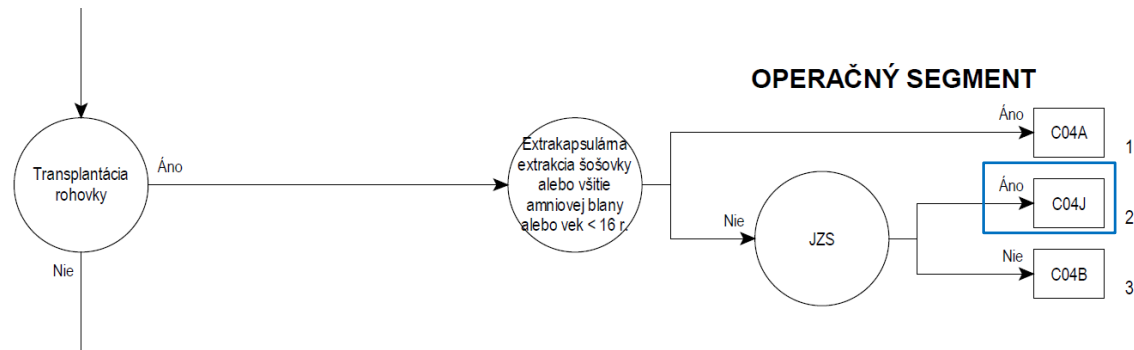 OPERAČNÝ SEGMENT
Transplantácia
rohovky
Áno
Nie
Extrakapsulárna
extrakcia šošovky
alebo všitie
amniovej blany
alebo vek < 16 r.
Áno
C04A
1
Nie
JZS
Áno
C04J
2
Nie
C04B
3